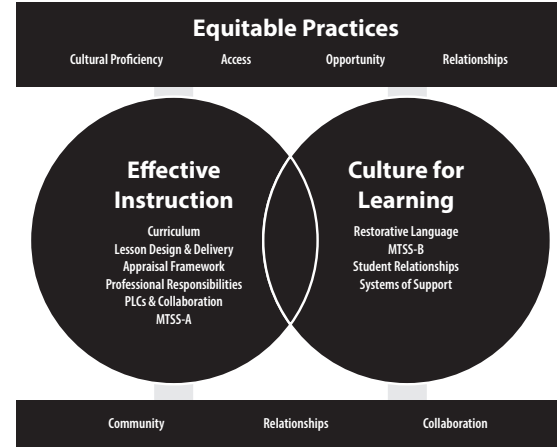 Equitable Practices
Cultural Proficiency Access Opportunity Relationships
Effective
Instruction
Curriculum
Lesson Design & Delivery
Appraisal Framework
Professional Responsibilities
PLCs & Collaboration
MTSS-A
Culture for
Learning
Restorative Language
MTSS-B
Student Relationships
Systems of Support
Community Relationships Collaboration